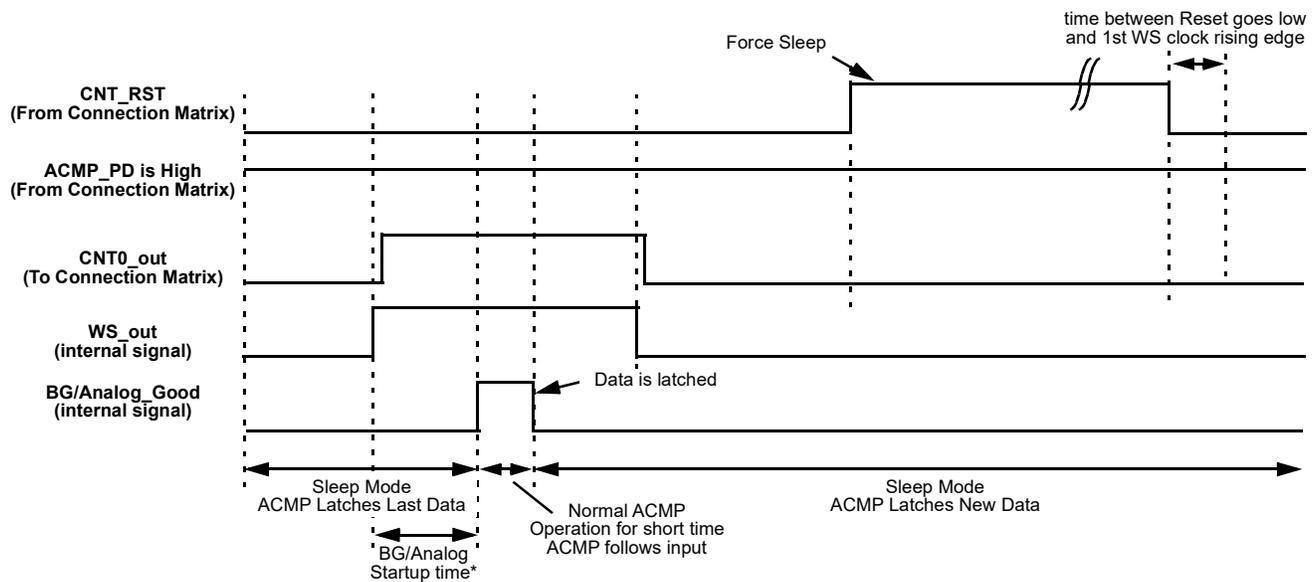 time between Reset goes low
and 1st WS clock rising edge
Force Sleep
CNT_RST
(From Connection Matrix)
ACMP_PD is High
(From Connection Matrix)
CNT0_out
(To Connection Matrix)
WS_out
(internal signal)
BG/Analog_Good
(internal signal)
Data is latched
Sleep Mode
ACMP Latches Last Data
Sleep Mode
ACMP Latches New Data
Normal ACMP
Operation for short time
ACMP follows input
BG/Analog
Startup time*